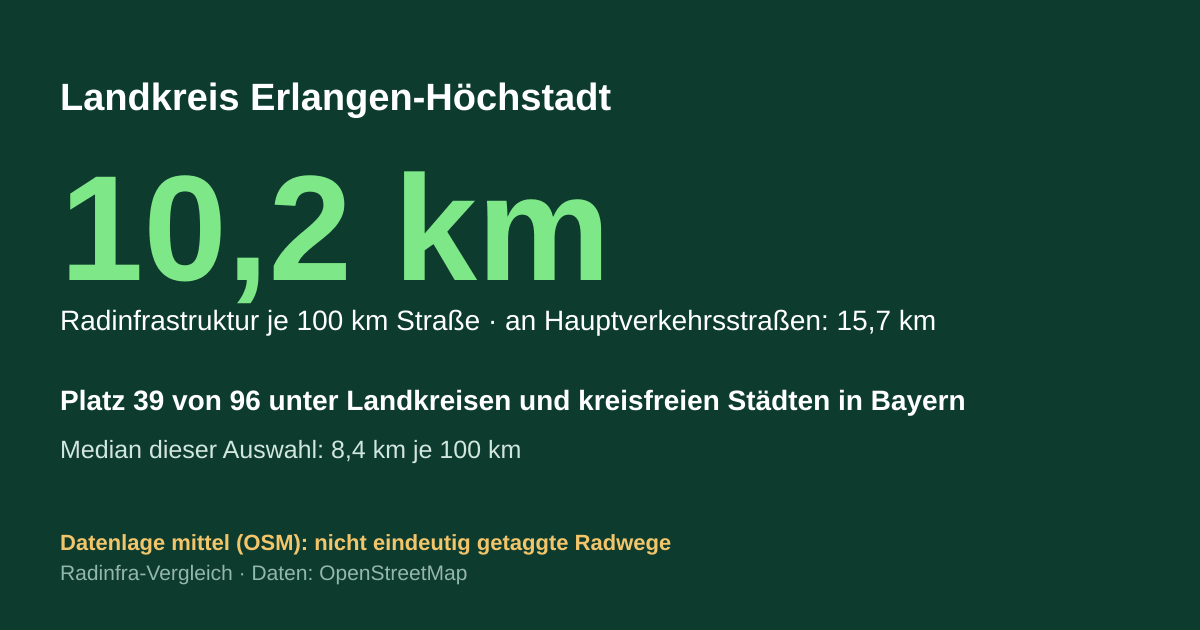 Landkreis Erlangen-Höchstadt
10,2 km
Radinfrastruktur je 100 km Straße · an Hauptverkehrsstraßen: 15,7 km
Platz 39 von 96 unter Landkreisen und kreisfreien Städten in Bayern
Median dieser Auswahl: 8,4 km je 100 km
Datenlage mittel (OSM): nicht eindeutig getaggte Radwege
Radinfra-Vergleich · Daten: OpenStreetMap